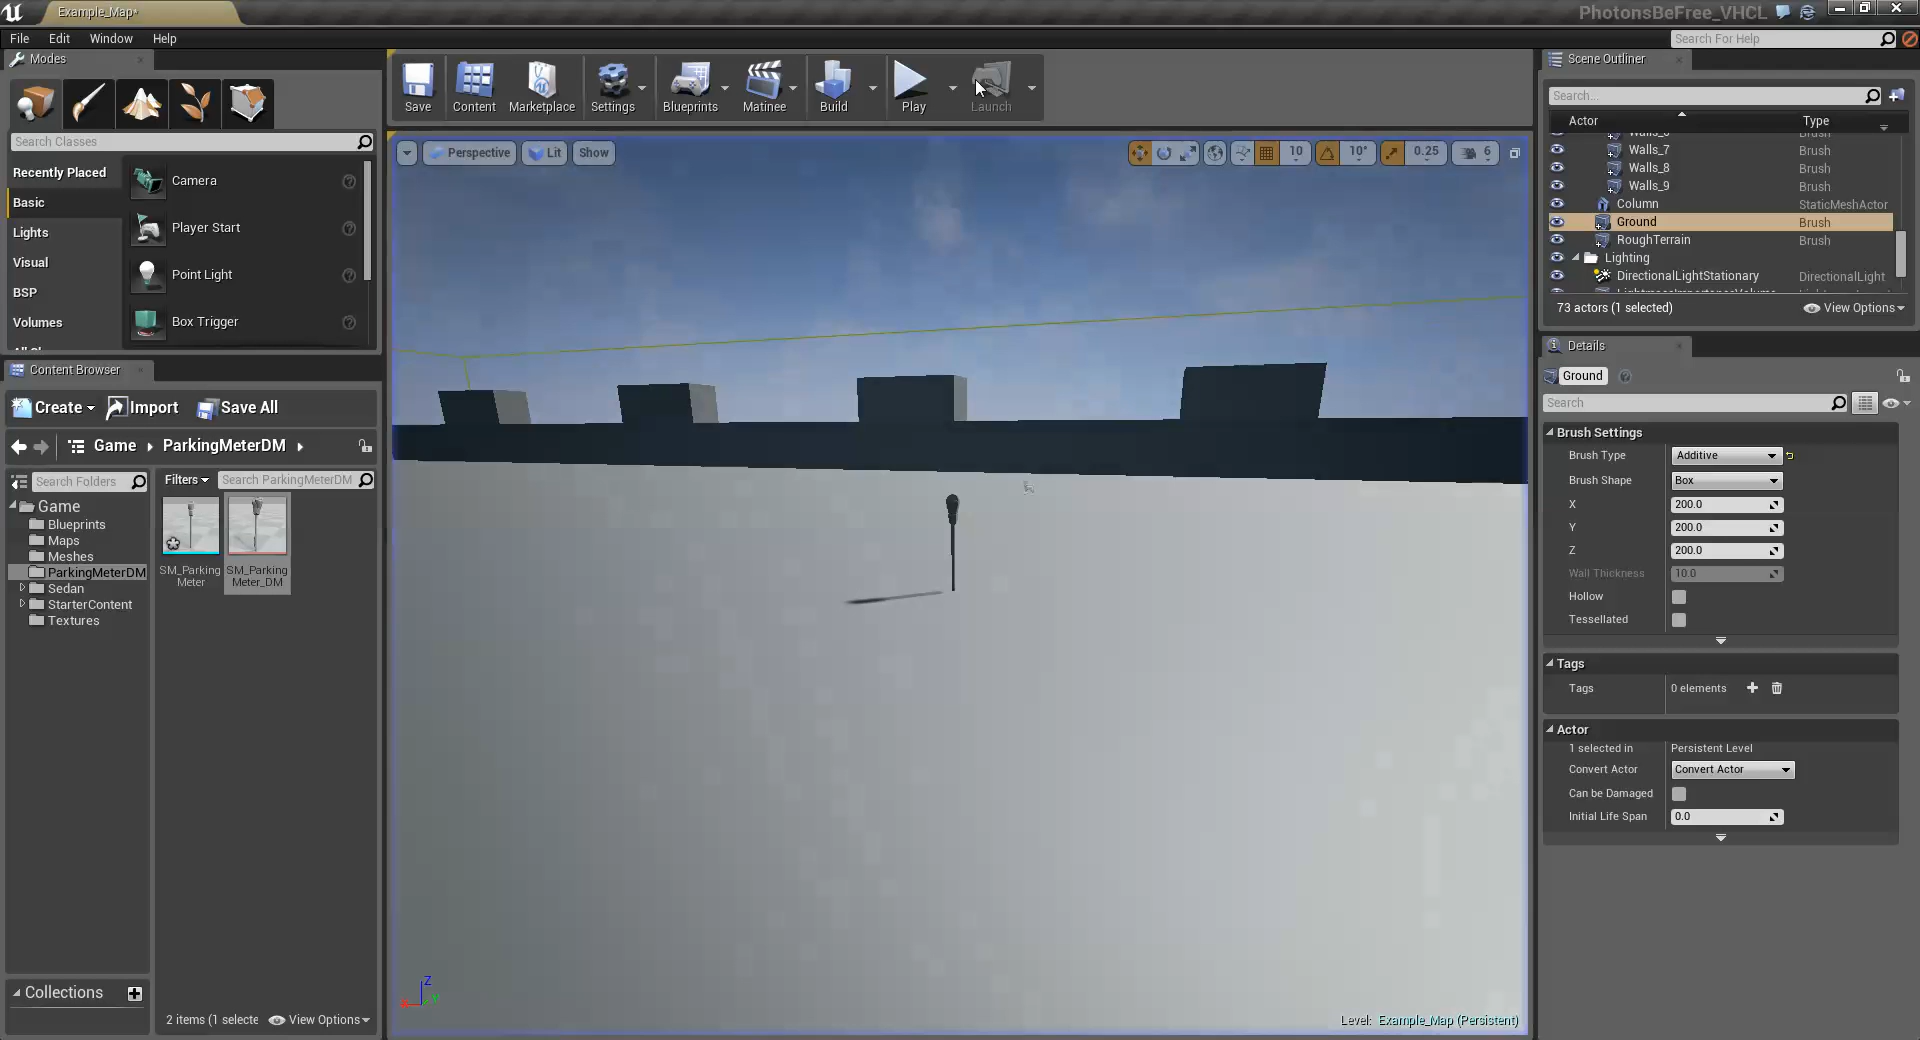 Example_Map*
PhotonsBeFree_VHCL
File Edit Window Help
Search For Help
Modes
Save Content Marketplace Settings Blueprints Matinee Build Play Launch
Search Classes
Recently Placed
Basic
Lights
Visual
BSP
Volumes
Camera
Player Start
Point Light
Box Trigger
Content Browser
Create Import Save All
Game ParkingMeterDM
Search Folders
Filters Search ParkingMeterDM
Game
Blueprints
Maps
Meshes
ParkingMeterDM
Sedan
StarterContent
Textures
SM_Parking
Meter
SM_Parking
Meter_DM
Collections
2 items (1 selecte View Options
Perspective Lit Show
10 10° 0.25 6
Z
Level: Example_Map (Persistent)
Scene Outliner
Search...
Actor Type
Walls_7 Brush
Walls_8 Brush
Walls_9 Brush
Column StaticMeshActor
Ground Brush
RoughTerrain Brush
Lighting
DirectionalLightStationary DirectionalLight
73 actors (1 selected) View Options
Details
Ground
Search
Brush Settings
Brush Type Additive
Brush Shape Box
X 200.0
Y 200.0
Z 200.0
Wall Thickness 10.0
Hollow
Tessellated
Tags
Tags 0 elements
Actor
1 selected in Persistent Level
Convert Actor Convert Actor
Can be Damaged
Initial Life Span 0.0